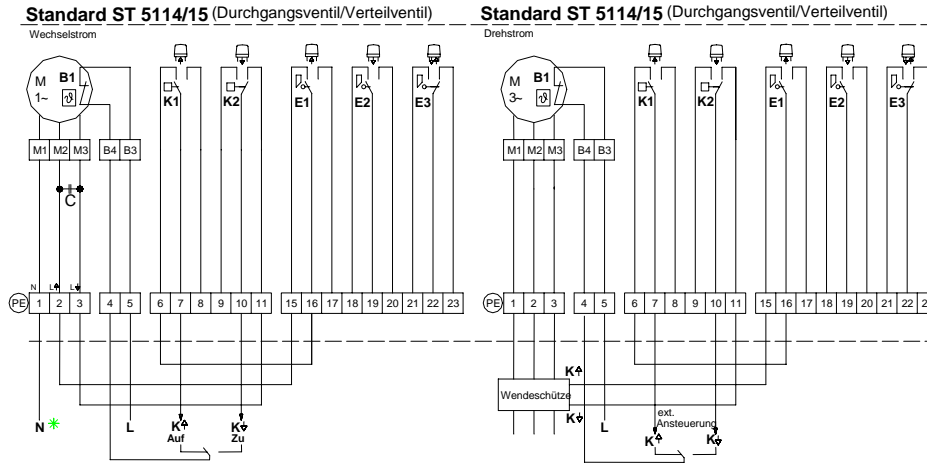 Standard ST 5114/15 (Durchgangsventil/Verteilventil)
Wechselstrom
M B1
1~ ϑ
K1 K2 E1 E2 E3
M1 M2 M3 B4 B3
C
N L L
PE 1 2 3 4 5 6 7 8 9 10 11 15 16 17 18 19 20 21 22 23
N * L K K
Auf Zu
Standard ST 5114/15 (Durchgangsventil/Verteilventil)
Drehstrom
M B1
3~ ϑ
K1 K2 E1 E2 E3
M1 M2 M3 B4 B3
PE 1 2 3 4 5 6 7 8 9 10 11 15 16 17 18 19 20 21 22
K
Wendeschütze
K L
ext.
Ansteuerung
K K